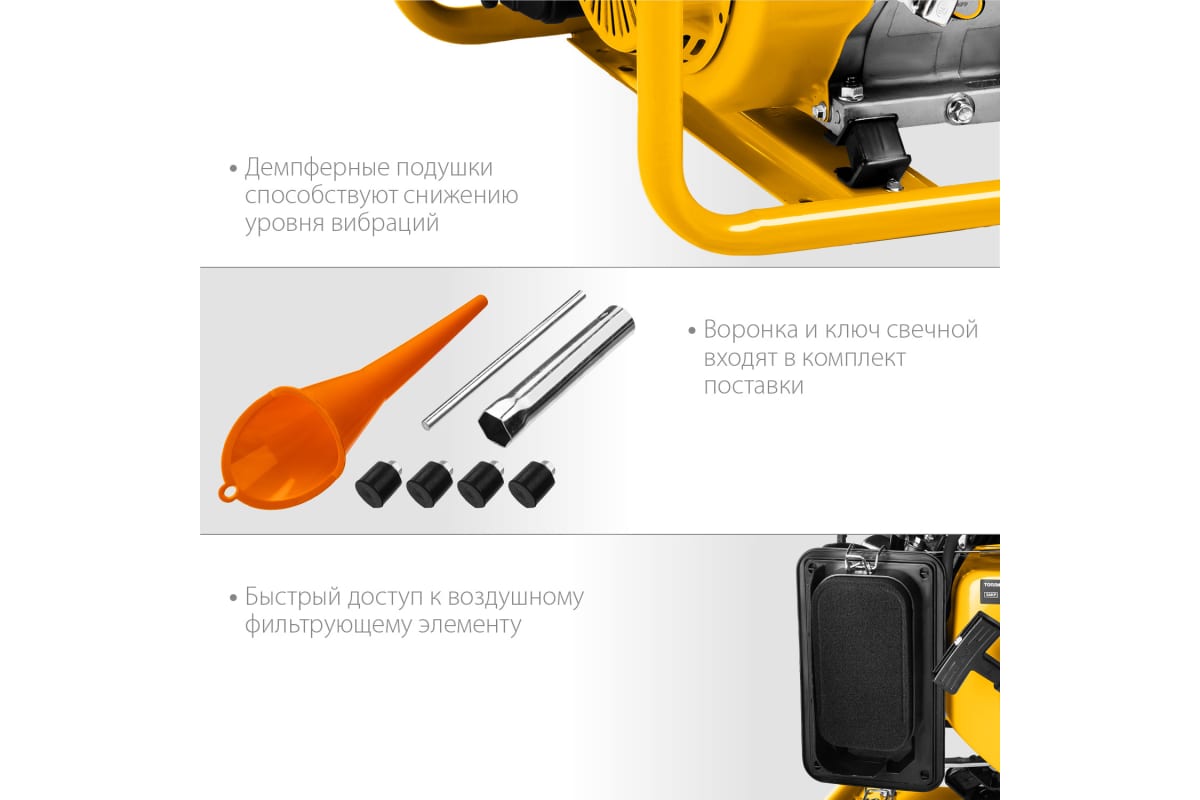 • Демпферные подушки
способствуют снижению
уровня вибраций
• Воронка и ключ свечной
входят в комплект
поставки
• Быстрый доступ к воздушному
фильтрующему элементу